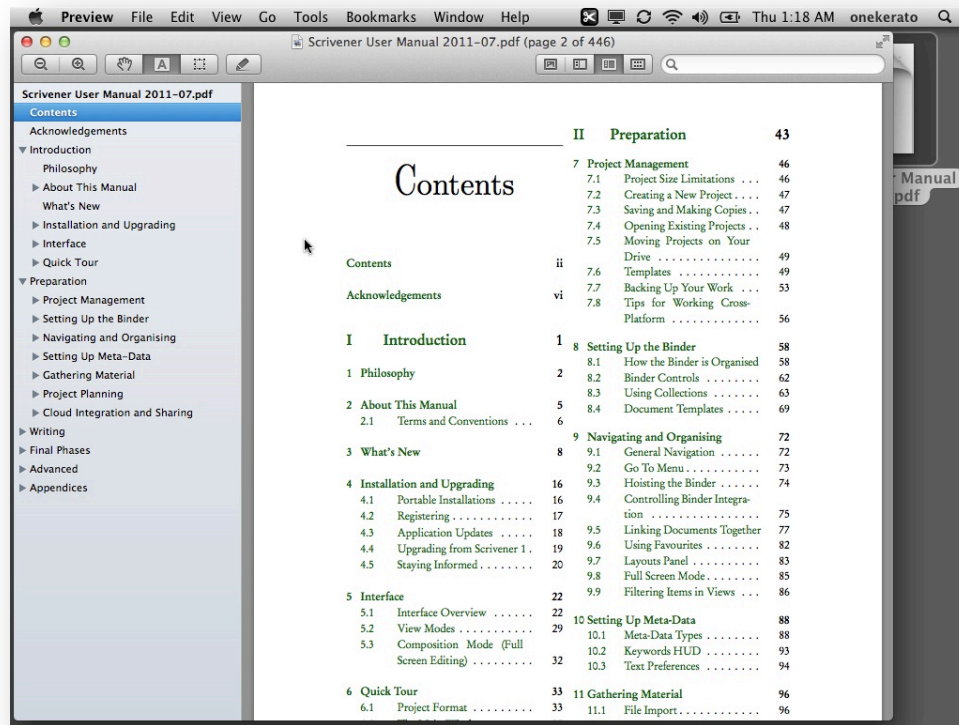 Preview File Edit View Go Tools Bookmarks Window Help Thu 1:18 AM onekerato
Scrivener User Manual 2011-07.pdf (page 2 of 446)
Scrivener User Manual 2011-07.pdf
Contents
Acknowledgements
Introduction
Philosophy
About This Manual
What's New
Installation and Upgrading
Interface
Quick Tour
Preparation
Project Management
Setting Up the Binder
Navigating and Organising
Setting Up Meta-Data
Gathering Material
Project Planning
Cloud Integration and Sharing
Writing
Final Phases
Advanced
Appendices
Contents
Contents ii
Acknowledgements vi
I Introduction 1
1 Philosophy 2
2 About This Manual 5
2.1 Terms and Conventions . . . 6
3 What's New 8
4 Installation and Upgrading 16
4.1 Portable Installations . . . . . 16
4.2 Registering . . . . . . . . . . . 17
4.3 Application Updates . . . . . 18
4.4 Upgrading from Scrivener 1 . 19
4.5 Staying Informed . . . . . . . . 20
5 Interface 22
5.1 Interface Overview . . . . . . 22
5.2 View Modes . . . . . . . . . . . 29
5.3 Composition Mode (Full
Screen Editing) . . . . . . . . . 32
6 Quick Tour 33
6.1 Project Format . . . . . . . . . 33
II Preparation 43
7 Project Management 46
7.1 Project Size Limitations . . . 46
7.2 Creating a New Project . . . . 47
7.3 Saving and Making Copies . . 47
7.4 Opening Existing Projects . . 48
7.5 Moving Projects on Your
Drive . . . . . . . . . . . . . . 49
7.6 Templates . . . . . . . . . . . . 49
7.7 Backing Up Your Work . . . 53
7.8 Tips for Working Cross-
Platform . . . . . . . . . . . . . 56
8 Setting Up the Binder 58
8.1 How the Binder is Organised 58
8.2 Binder Controls . . . . . . . . 62
8.3 Using Collections . . . . . . . 63
8.4 Document Templates . . . . . 69
9 Navigating and Organising 72
9.1 General Navigation . . . . . . 72
9.2 Go To Menu . . . . . . . . . . . 73
9.3 Hoisting the Binder . . . . . . 74
9.4 Controlling Binder Integra-
tion . . . . . . . . . . . . . . . . 75
9.5 Linking Documents Together 77
9.6 Using Favourites . . . . . . . . 82
9.7 Layouts Panel . . . . . . . . . . 83
9.8 Full Screen Mode . . . . . . . . 85
9.9 Filtering Items in Views . . . 86
10 Setting Up Meta-Data 88
10.1 Meta-Data Types . . . . . . . . 88
10.2 Keywords HUD . . . . . . . . 93
10.3 Text Preferences . . . . . . . . 94
11 Gathering Material 96
11.1 File Import . . . . . . . . . . . . 96
Manual
pdf